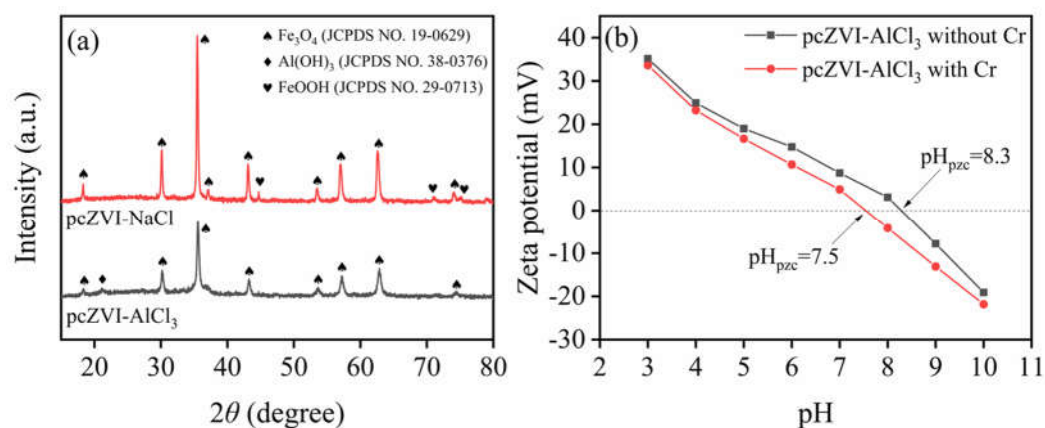 (a)
♠ Fe₃O₄ (JCPDS NO. 19-0629)
♦ Al(OH)₃ (JCPDS NO. 38-0376)
♥ FeOOH (JCPDS NO. 29-0713)
pcZVI-NaCl
pcZVI-AlCl₃
Intensity (a.u.)
20 30 40 50 60 70 80
2θ (degree)
(b)
pcZVI-AlCl₃ without Cr
pcZVI-AlCl₃ with Cr
pHpzc=8.3
pHpzc=7.5
Zeta potential (mV)
40
30
20
10
0
-10
-20
-30
2 3 4 5 6 7 8 9 10 11
pH